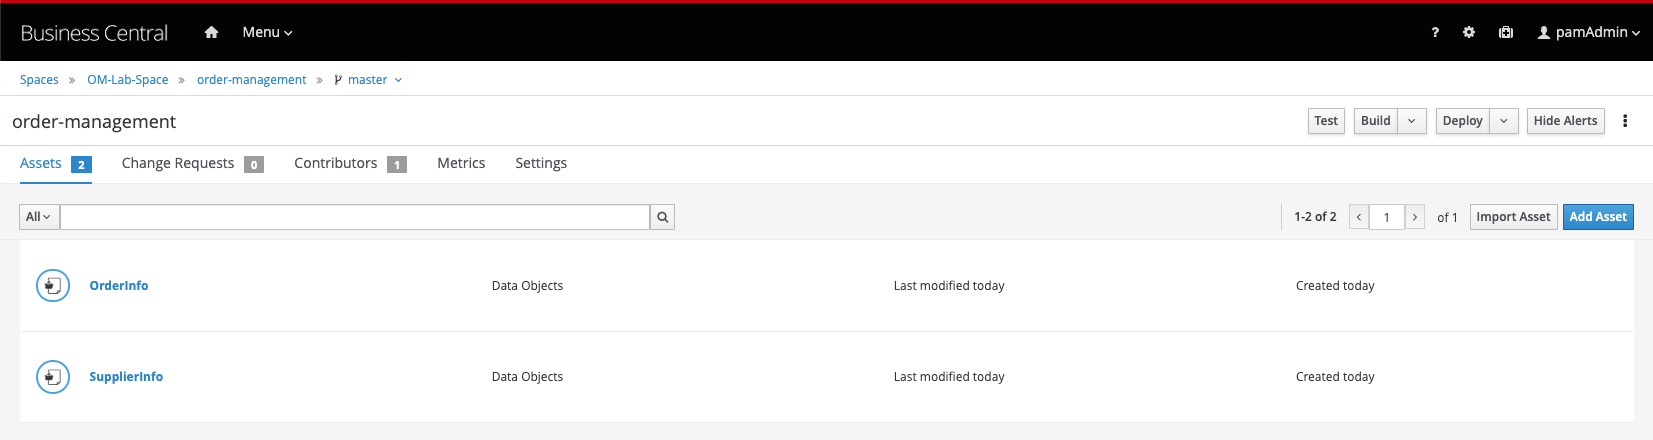 Business Central Menu ? pamAdmin
Spaces » OM-Lab-Space » order-management » master
order-management Test Build Deploy Hide Alerts
Assets 2 Change Requests 0 Contributors 1 Metrics Settings
All 1-2 of 2 < 1 > of 1 Import Asset Add Asset
OrderInfo Data Objects Last modified today Created today
SupplierInfo Data Objects Last modified today Created today